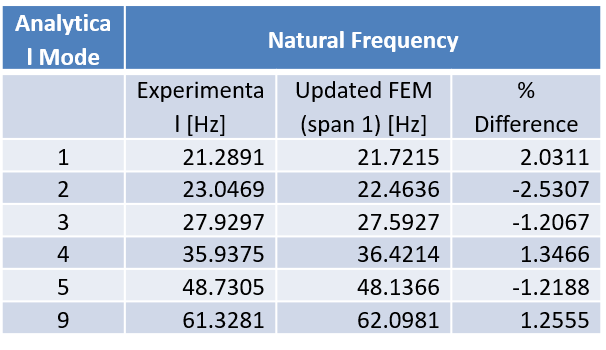 Analytica Natural Frequency
l Mode
Experimenta Updated FEM %
l [Hz] (span 1) [Hz] Difference
1 21.2891 21.7215 2.0311
2 23.0469 22.4636 -2.5307
3 27.9297 27.5927 -1.2067
4 35.9375 36.4214 1.3466
5 48.7305 48.1366 -1.2188
9 61.3281 62.0981 1.2555